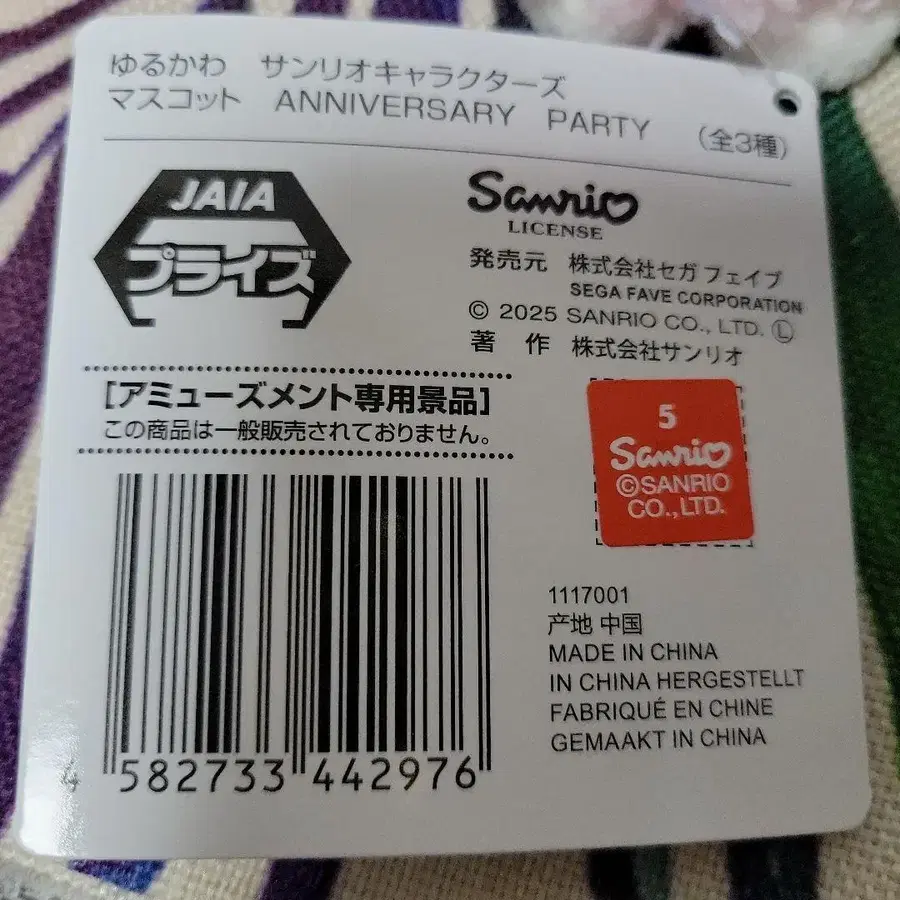 ゆるかわ サンリオキャラクターズ
マスコット ANNIVERSARY PARTY (全3種)
JAIA
プライズ
Sanrio
LICENSE
発売元 株式会社セガ フェイブ
SEGA FAVE CORPORATION
© 2025 SANRIO CO., LTD. Ⓛ
著 作 株式会社サンリオ
[アミューズメント専用景品]
この商品は一般販売されておりません。
5
Sanrio
©SANRIO
CO.,LTD.
4 582733 442976
1117001
产地 中国
MADE IN CHINA
IN CHINA HERGESTELLT
FABRIQUÉ EN CHINE
GEMAAKT IN CHINA